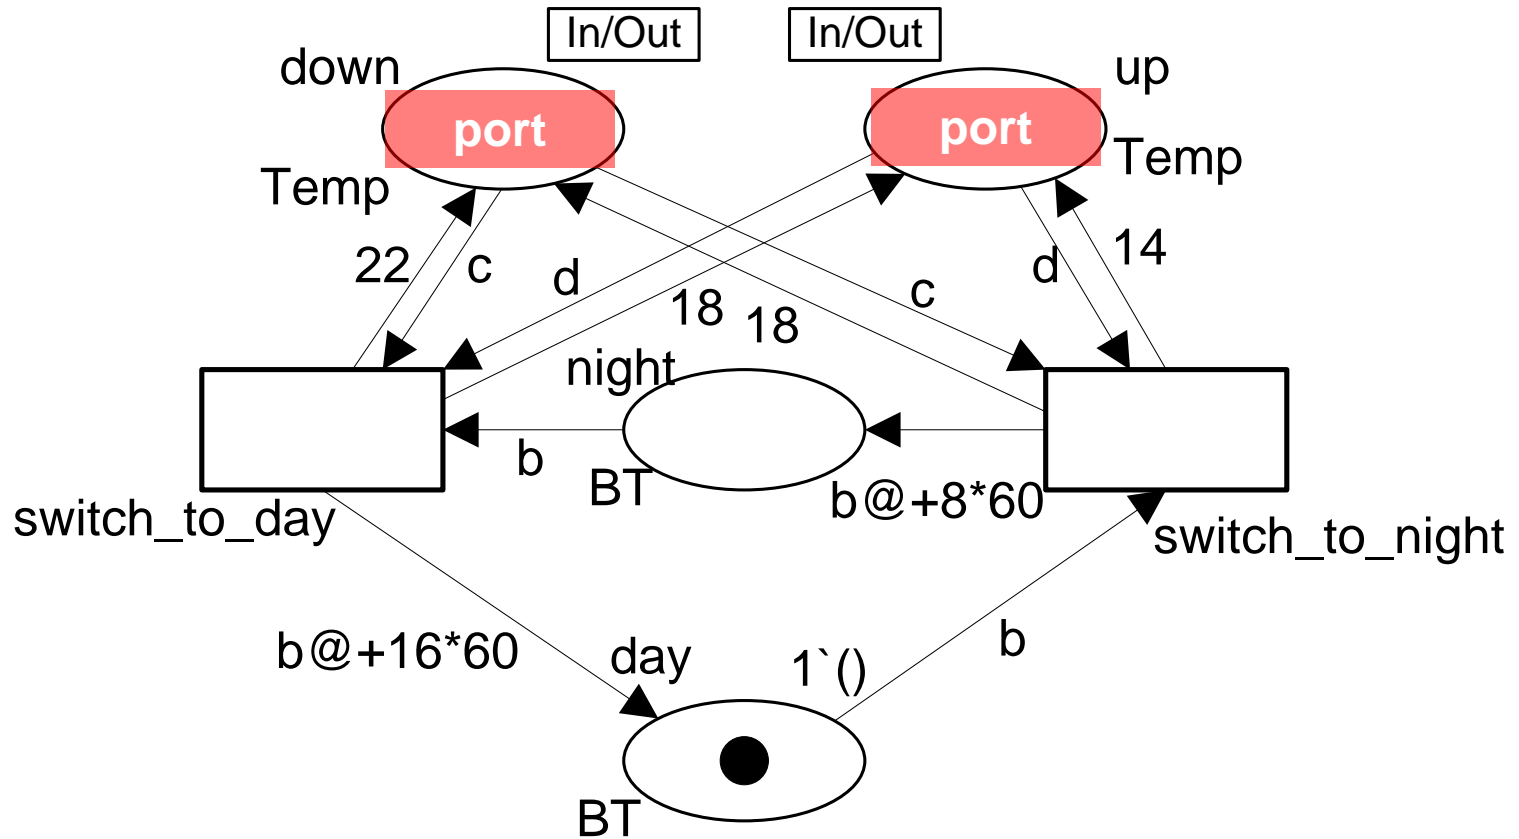 In/Out
In/Out
down
up
port
port
Temp
Temp
22
c
d
18
18
c
d
14
night
b
BT
b@+8*60
switch_to_day
switch_to_night
b@+16*60
day
1`()
b
BT